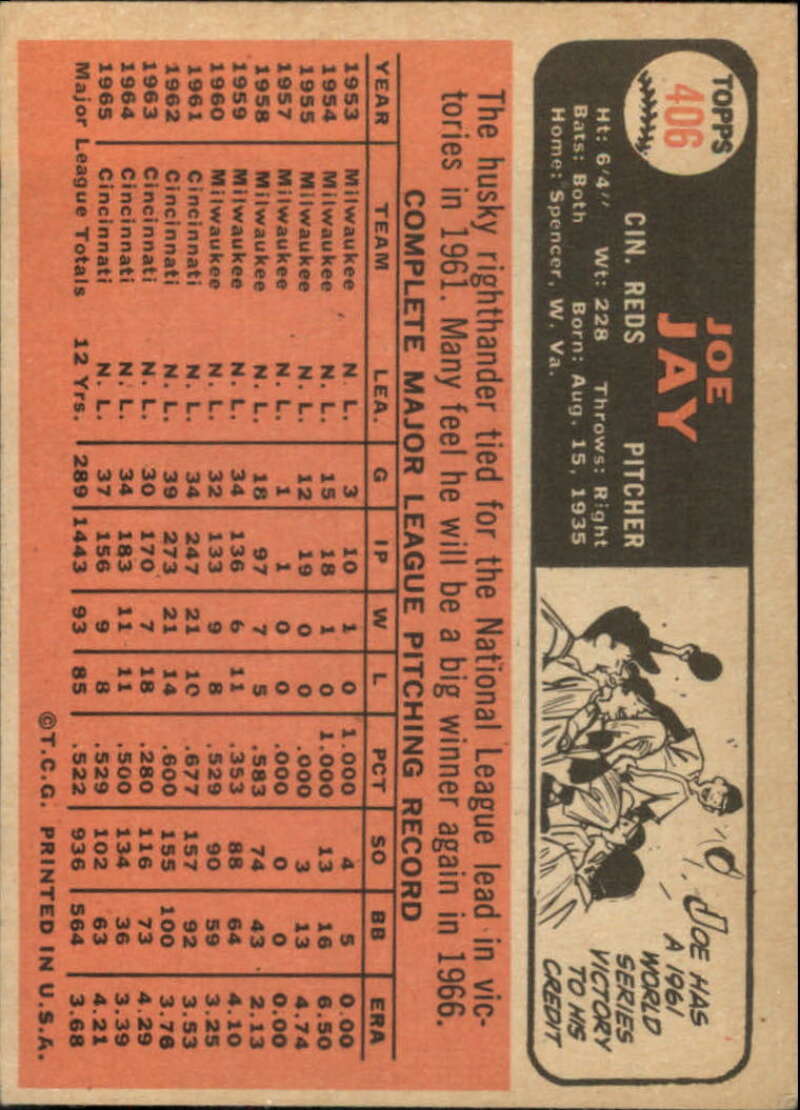 TOPPS
406
JOE
JAY
CIN. REDS PITCHER
Ht: 6'4" Wt: 228 Throws: Right
Bats: Both Born: Aug. 15, 1935
Home: Spencer, W. Va.
JOE HAS
A 1961
WORLD
SERIES
VICTORY
TO HIS
CREDIT.
The husky righthander tied for the National League lead in vic-
tories in 1961. Many feel he will be a big winner again in 1966.
COMPLETE MAJOR LEAGUE PITCHING RECORD
YEAR TEAM LEA. G IP W L PCT SO BB ERA
1953 Milwaukee N. L. 3 10 1 0 1.000 4 5 0.00
1954 Milwaukee N. L. 15 18 1 0 1.000 13 16 6.50
1955 Milwaukee N. L. 12 19 0 0 .000 3 13 4.74
1957 Milwaukee N. L. 1 1 0 0 .000 0 0 0.00
1958 Milwaukee N. L. 18 97 7 5 .583 74 43 2.13
1959 Milwaukee N. L. 34 136 6 11 .353 88 64 4.10
1960 Milwaukee N. L. 32 133 9 8 .529 90 59 3.25
1961 Cincinnati N. L. 34 247 21 10 .677 157 92 3.53
1962 Cincinnati N. L. 39 273 21 14 .600 155 100 3.76
1963 Cincinnati N. L. 30 170 7 18 .280 116 73 4.29
1964 Cincinnati N. L. 34 183 11 11 .500 134 36 3.39
1965 Cincinnati N. L. 37 156 9 8 .529 102 63 4.21
Major League Totals 12 Yrs. 289 1443 93 85 .522 936 564 3.68
©T.C.G. PRINTED IN U.S.A.